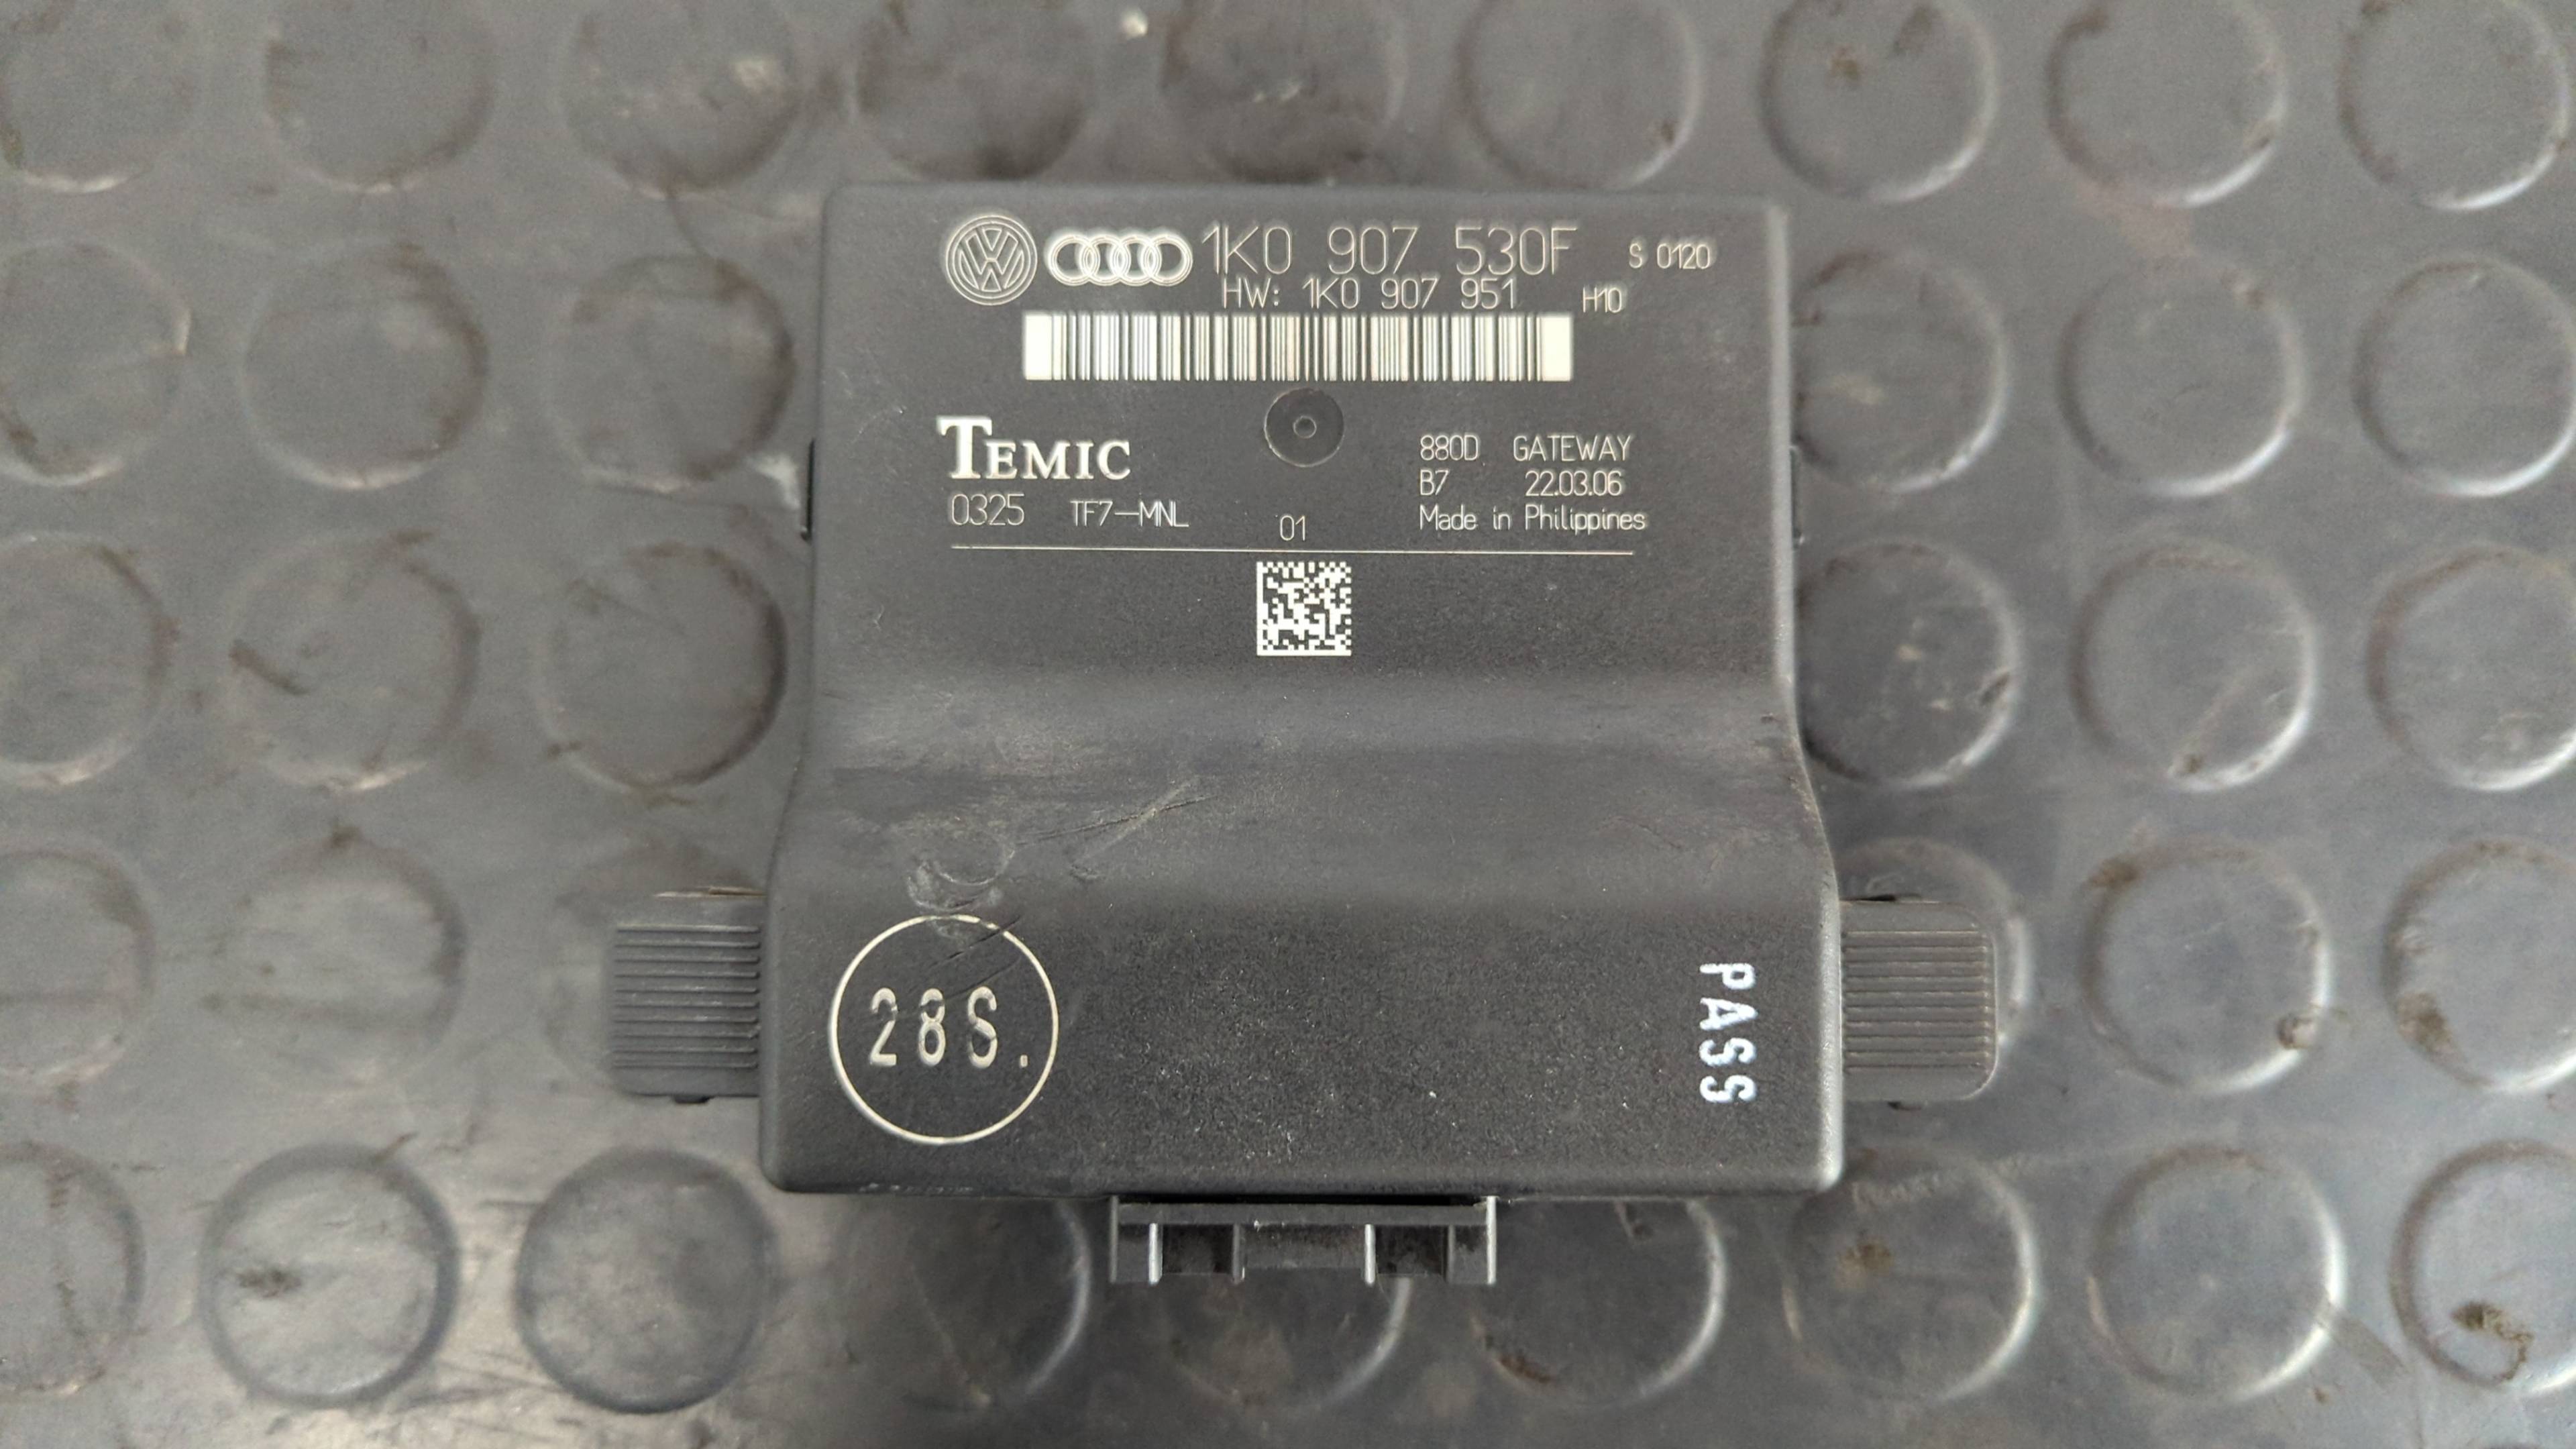 1K0 907 530F S 0120
HW: 1K0 907 951 H10
TEMIC
880D GATEWAY
B7 22.03.06
0325 TF7-MNL 01 Made in Philippines
28S.
PASS